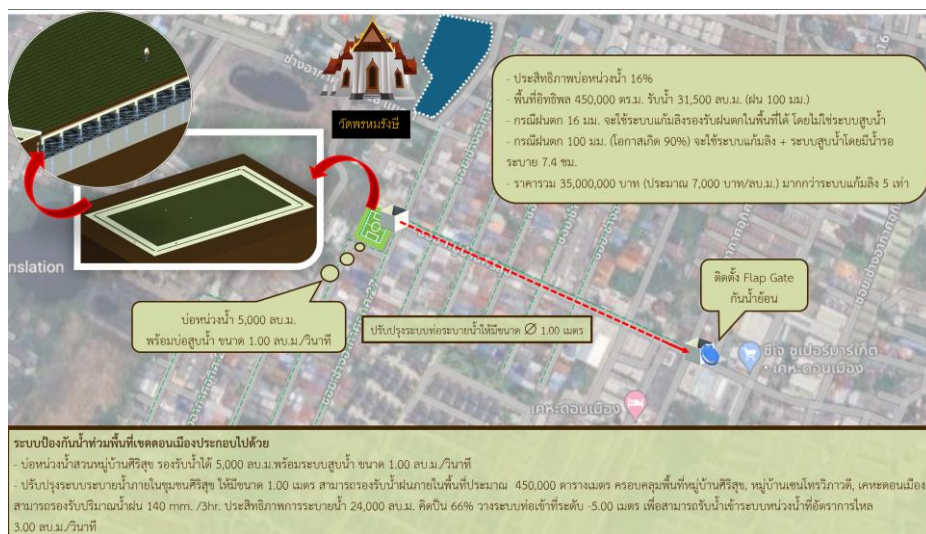 - ประสิทธิภาพบ่อหน่วงน้ำ 16%
- พื้นที่อิทธิพล 450,000 ตร.ม. รับน้ำ 31,500 ลบ.ม. (ฝน 100 มม.)
- กรณีฝนตก 16 มม. จะใช้ระบบแก้มลิงรองรับฝนตกในพื้นที่ได้ โดยไม่ใช่ระบบสูบน้ำ
- กรณีฝนตก 100 มม. (โอกาสเกิด 90%) จะใช้ระบบแก้มลิง + ระบบสูบน้ำโดยมีน้ำรอ
ระบาย 7.4 ชม.
- ราคารวม 35,000,000 บาท (ประมาณ 7,000 บาท/ลบ.ม.) มากกว่าระบบแก้มลิง 5 เท่า
วัดพรหมรังษี
nslation
บ่อหน่วงน้ำ 5,000 ลบ.ม.
พร้อมบ่อสูบน้ำ ขนาด 1.00 ลบ.ม./วินาที
ปรับปรุงระบบท่อระบายน้ำให้มีขนาด ∅ 1.00 เมตร
ติดตั้ง Flap Gate
กันน้ำย้อน
ซีเจ ซูเปอร์มาร์เก็ต
• เคหะดอนเมือง
เคหะดอนเมือง
ระบบป้องกันน้ำท่วมพื้นที่เขตดอนเมืองประกอบไปด้วย
- บ่อหน่วงน้ำสวนหมู่บ้านศิริสุข รองรับน้ำได้ 5,000 ลบ.ม.พร้อมระบบสูบน้ำ ขนาด 1.00 ลบ.ม./วินาที
- ปรับปรุงระบบระบายน้ำภายในชุมชนศิริสุข ให้มีขนาด 1.00 เมตร สามารถรองรับน้ำฝนภายในพื้นที่ประมาณ 450,000 ตารางเมตร ครอบคลุมพื้นที่หมู่บ้านศิริสุข, หมู่บ้านเซนโทรวิภาวดี, เคหะดอนเมือง
สามารถรองรับปริมาณน้ำฝน 140 mm. /3hr. ประสิทธิภาพการระบายน้ำ 24,000 ลบ.ม. คิดป็น 66% วางระบบท่อเข้าที่ระดับ -5.00 เมตร เพื่อสามารถรับน้ำเข้าระบบหน่วงน้ำที่อัตราการไหล
3.00 ลบ.ม./วินาที